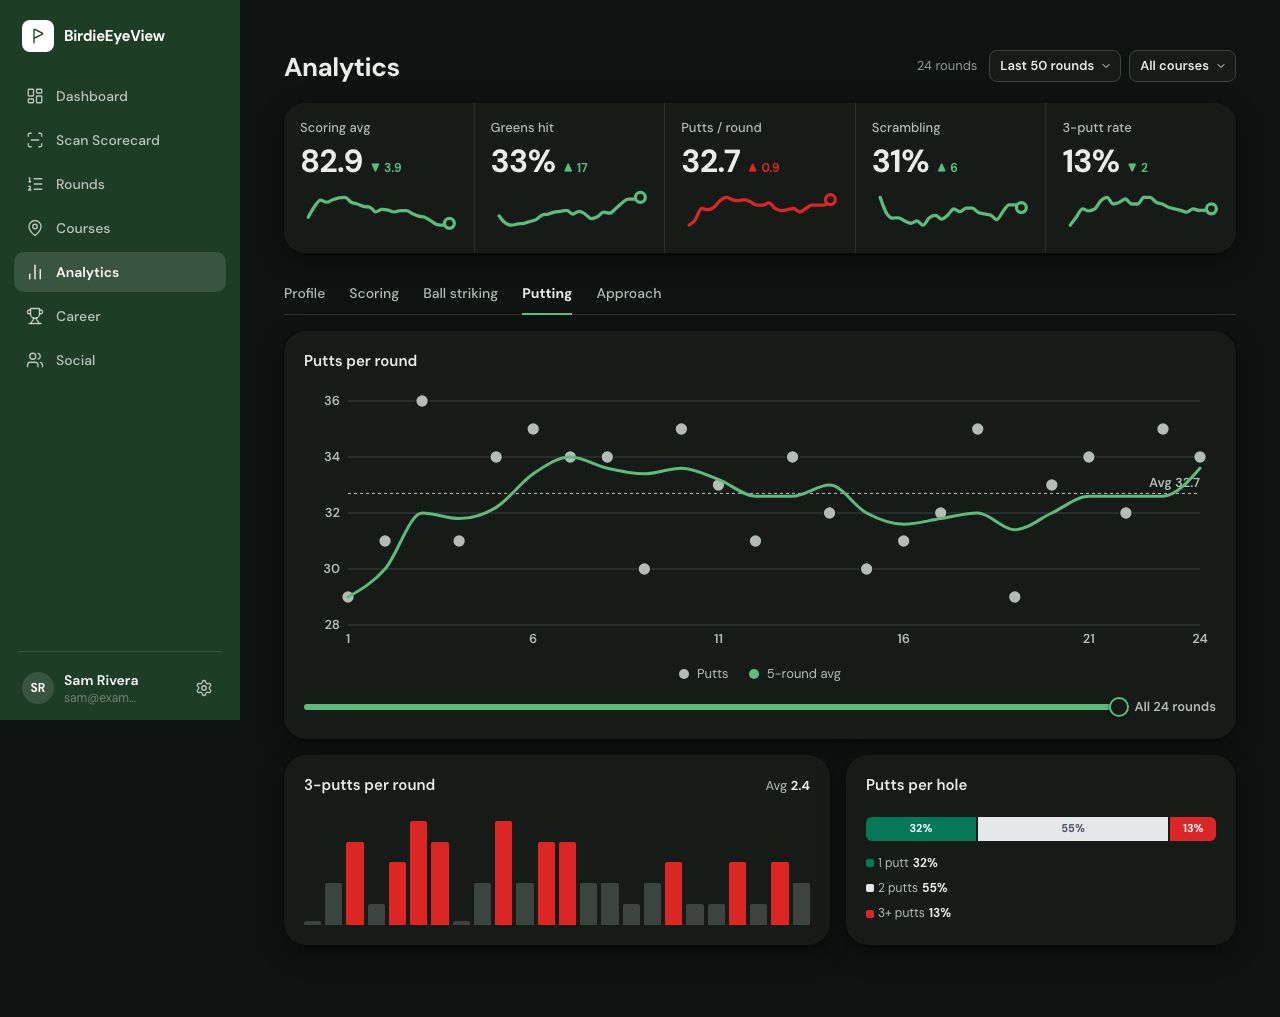 BirdieEyeView
Dashboard
Scan Scorecard
Rounds
Courses
Analytics
Career
Social
SR
Sam Rivera
sam@exam...
Analytics
24 rounds
Last 50 rounds
All courses
Scoring avg
82.9 ▼ 3.9
Greens hit
33% ▲ 17
Putts / round
32.7 ▲ 0.9
Scrambling
31% ▲ 6
3-putt rate
13% ▼ 2
Profile Scoring Ball striking Putting Approach
Putts per round
36
34
Avg 32.7
32
30
28
1 6 11 16 21 24
Putts 5-round avg
All 24 rounds
3-putts per round
Avg 2.4
Putts per hole
32% 55% 13%
1 putt 32%
2 putts 55%
3+ putts 13%